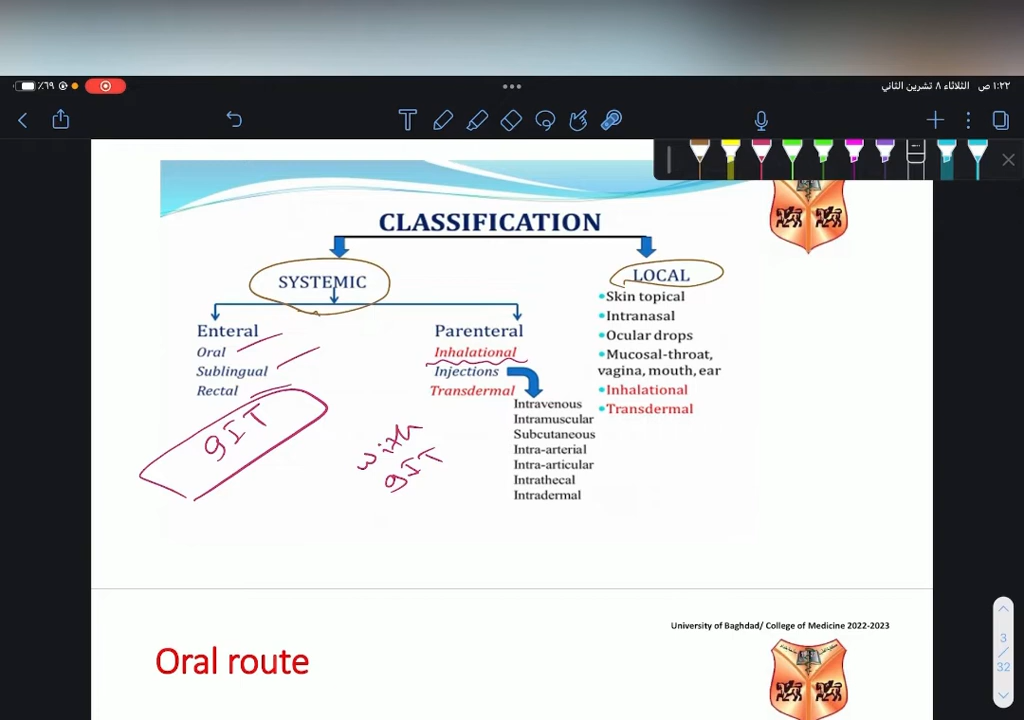 ٪٦٩
١:٢٢ ص الثلاثاء ٨ تشرين الثاني
CLASSIFICATION
SYSTEMIC
Enteral
Oral
Sublingual
Rectal
gIT
Parenteral
Inhalational
Injections
Transdermal
with
gIT
Intravenous
Intramuscular
Subcutaneous
Intra-arterial
Intra-articular
Intrathecal
Intradermal
LOCAL
•Skin topical
•Intranasal
•Ocular drops
•Mucosal-throat,
vagina, mouth, ear
•Inhalational
•Transdermal
University of Baghdad/ College of Medicine 2022-2023
Oral route
3
/
32